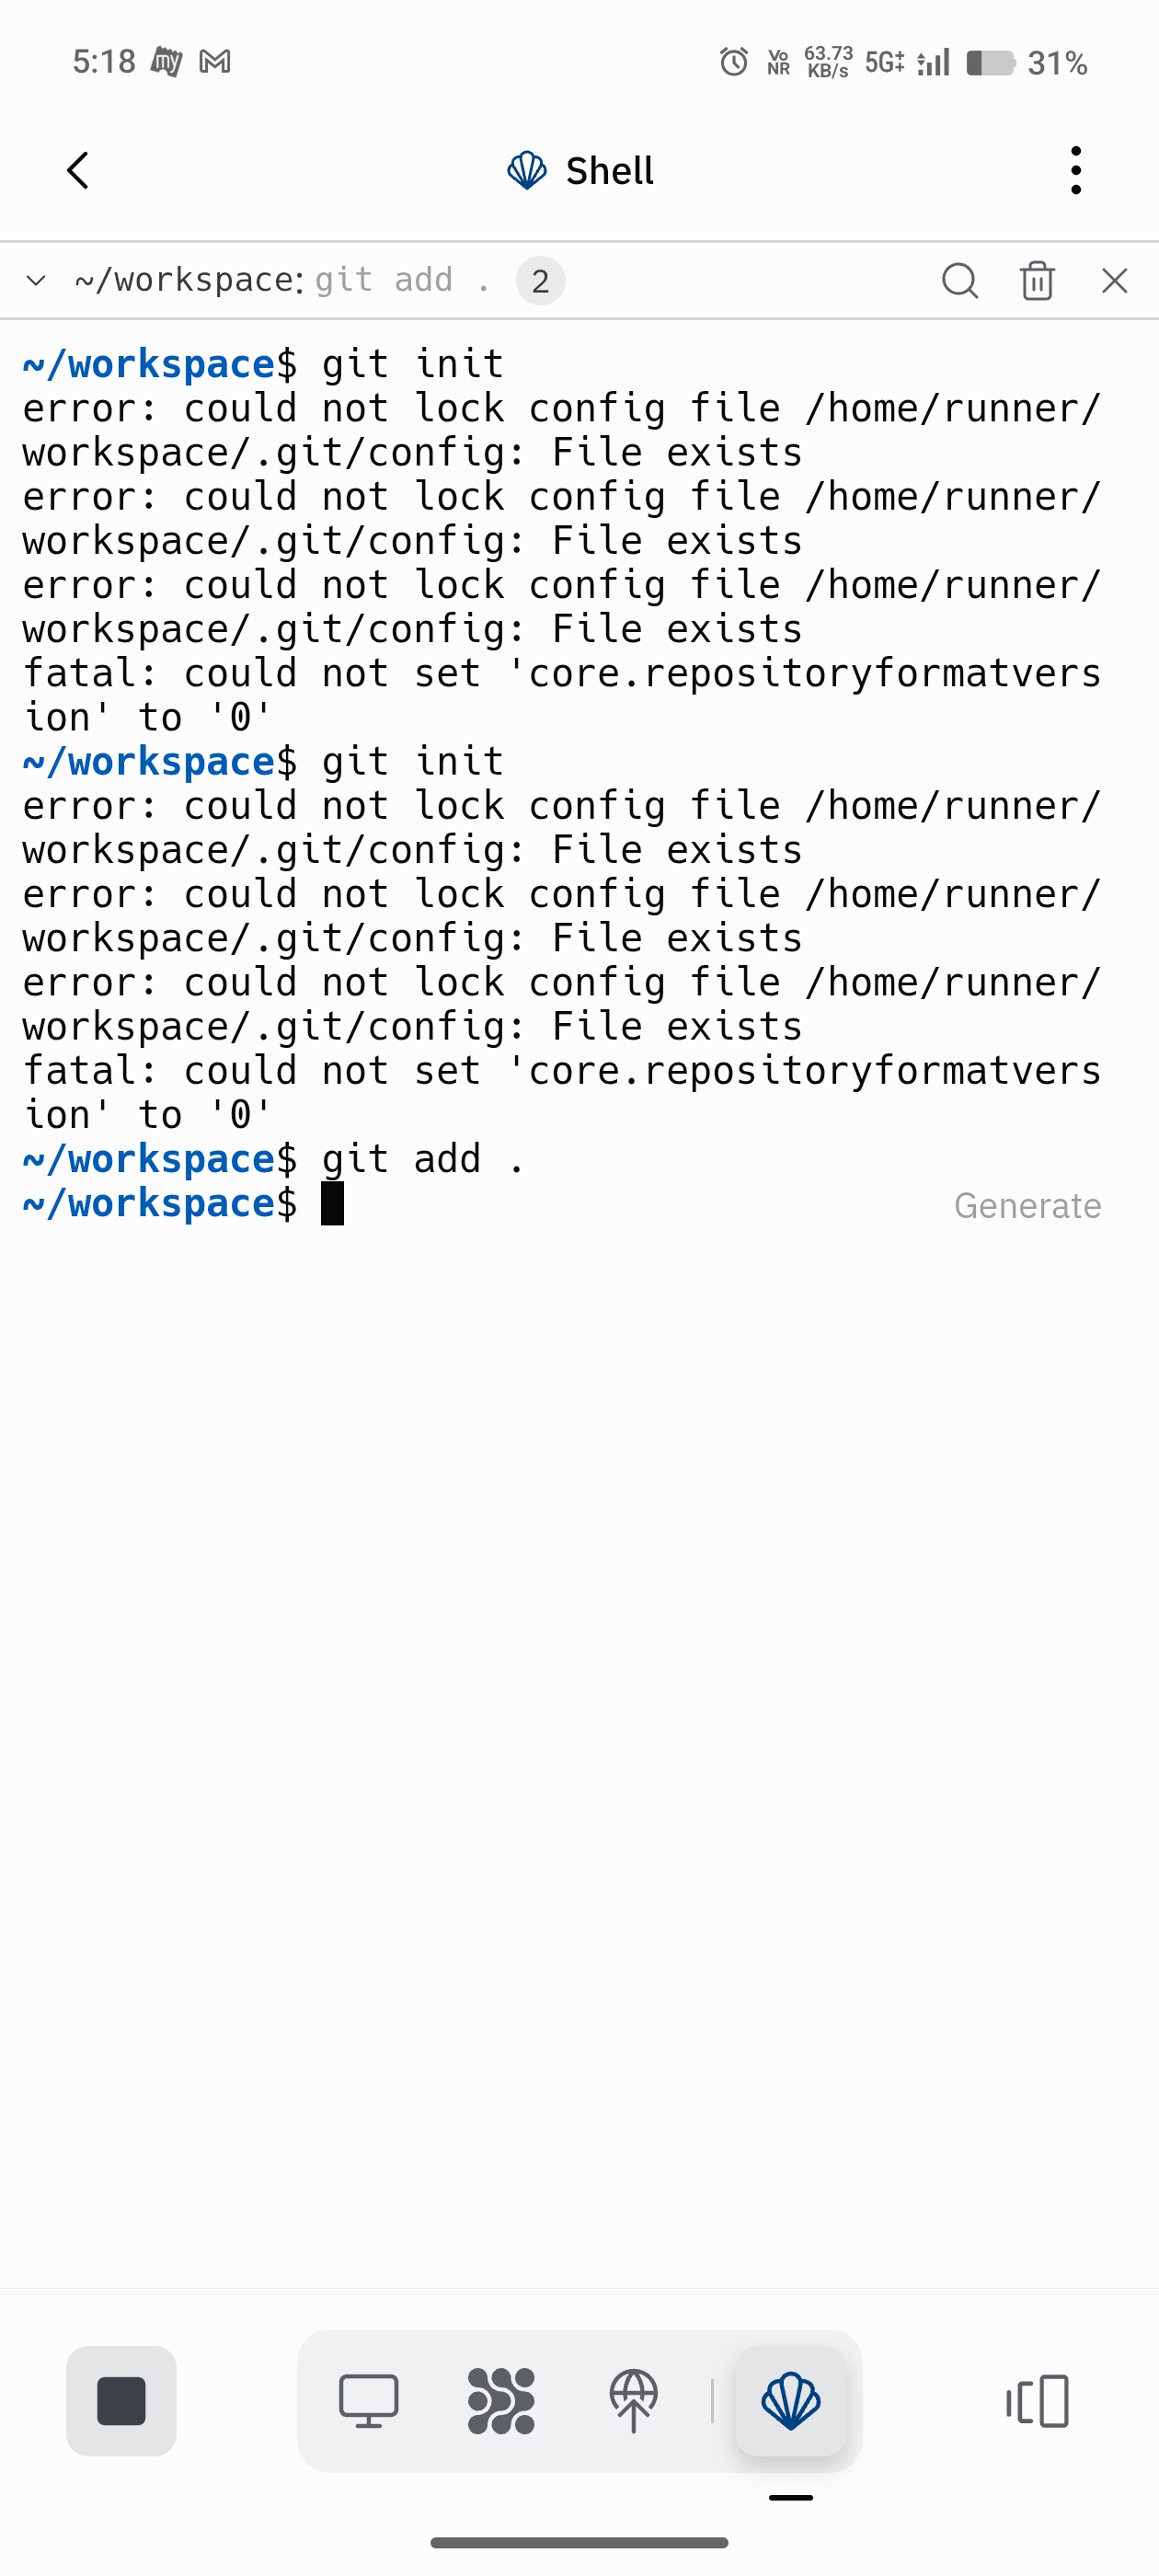 5:18 my VoNR 63.73 KB/s 5G 31%
Shell
~/workspace: git add . 2
~/workspace$ git init
error: could not lock config file /home/runner/
workspace/.git/config: File exists
error: could not lock config file /home/runner/
workspace/.git/config: File exists
error: could not lock config file /home/runner/
workspace/.git/config: File exists
fatal: could not set 'core.repositoryformatvers
ion' to '0'
~/workspace$ git init
error: could not lock config file /home/runner/
workspace/.git/config: File exists
error: could not lock config file /home/runner/
workspace/.git/config: File exists
error: could not lock config file /home/runner/
workspace/.git/config: File exists
fatal: could not set 'core.repositoryformatvers
ion' to '0'
~/workspace$ git add .
~/workspace$ Generate